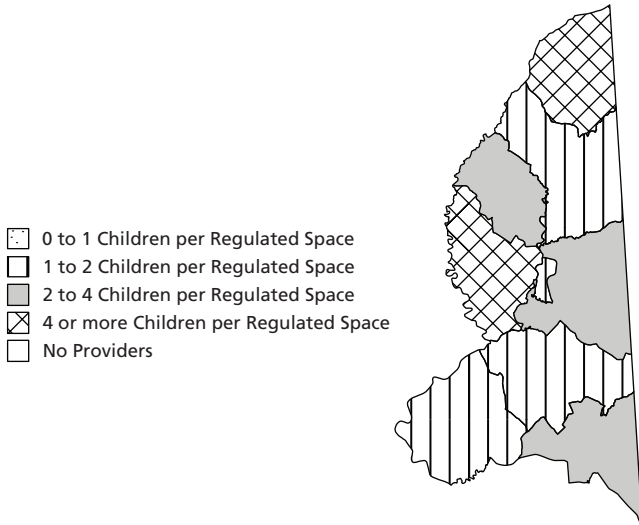 0 to 1 Children per Regulated Space
1 to 2 Children per Regulated Space
2 to 4 Children per Regulated Space
4 or more Children per Regulated Space
No Providers